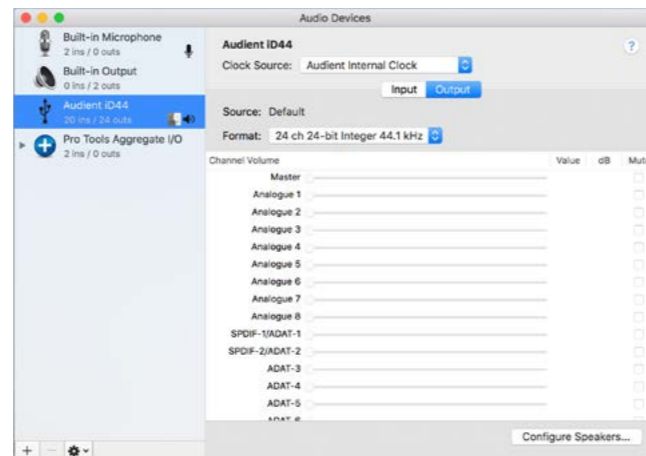 Audio Devices
Built-in Microphone
2 ins / 0 outs
Built-in Output
0 ins / 2 outs
Audient iD44
20 ins / 24 outs
Pro Tools Aggregate I/O
2 ins / 0 outs
Audient iD44
?
Clock Source: Audient Internal Clock
Input Output
Source: Default
Format: 24 ch 24-bit Integer 44.1 kHz
Channel Volume Value dB Mute
Master
Analogue 1
Analogue 2
Analogue 3
Analogue 4
Analogue 5
Analogue 6
Analogue 7
Analogue 8
SPDIF-1/ADAT-1
SPDIF-2/ADAT-2
ADAT-3
ADAT-4
ADAT-5
ADAT-6
Configure Speakers...